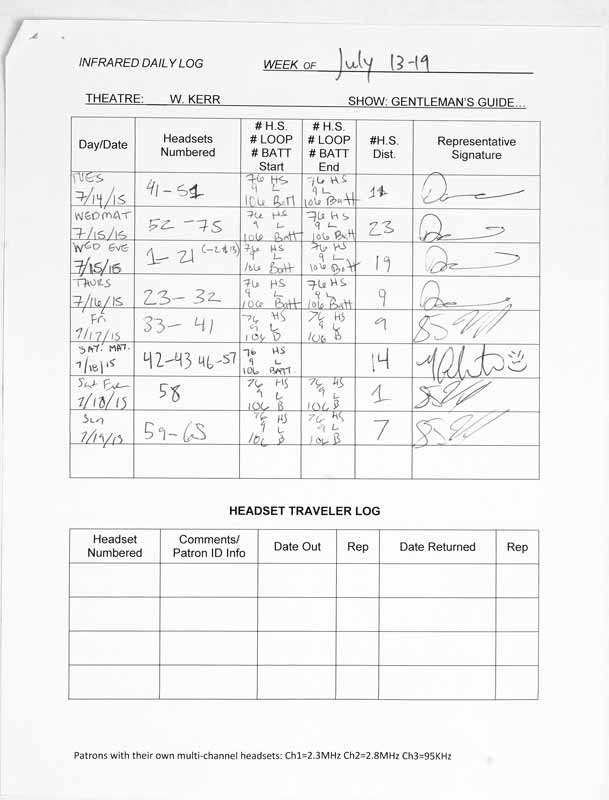 INFRARED DAILY LOG WEEK OF July 13-19
THEATRE: W. KERR SHOW: GENTLEMAN'S GUIDE...
Day/Date Headsets Numbered # H.S. # LOOP # BATT Start # H.S. # LOOP # BATT End #H.S. Dist. Representative Signature
TUES 7/14/15 41-51 76 HS 9 L 106 Batt 76 HS 9 L 106 Batt 11
WED MAT 7/15/15 52-75 76 HS 9 L 106 Batt 76 HS 9 L 106 Batt 23
WED EVE 7/15/15 1-21 (-2&13) 76 HS 9 L 106 Batt 76 HS 9 L 106 Batt 19
THURS 7/16/15 23-32 76 HS 9 L 106 Batt 76 HS 9 L 106 Batt 9
Fri 7/17/15 33-41 76 HS 9 L 106 B 76 HS 9 L 106 B 9
SAT. MAT. 7/18/15 42-43 46-57 76 HS 9 L 106 BATT. 14
Sat Eve 7/18/15 58 76 HS 9 L 106 B 76 HS 9 L 106 B 1
Sun 7/19/15 59-65 76 HS 9 L 106 B 76 HS 9 L 106 B 7
HEADSET TRAVELER LOG
Headset Numbered Comments/ Patron ID Info Date Out Rep Date Returned Rep
Patrons with their own multi-channel headsets: Ch1=2.3MHz Ch2=2.8MHz Ch3=95KHz